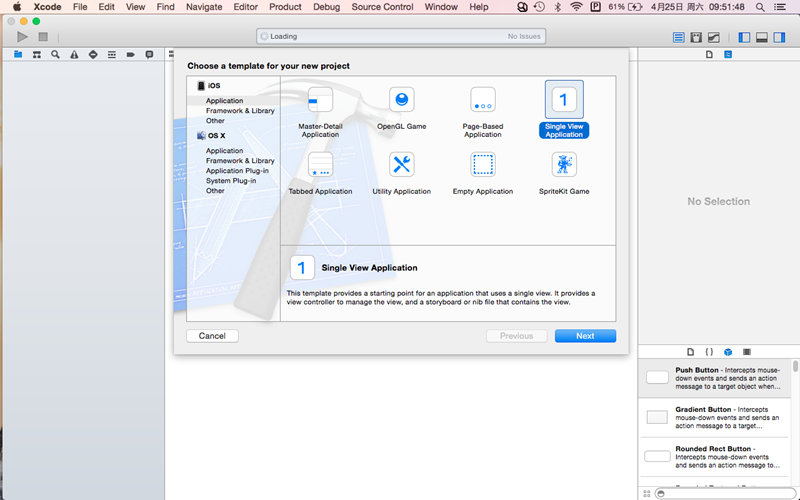 Xcode File Edit View Find Navigate Editor Product Debug Source Control Window Help 61% 4月25日 周六 09:51:48
Loading No Issues
Choose a template for your new project
iOS
Application
Framework & Library
Other
OS X
Application
Framework & Library
Application Plug-in
System Plug-in
Other
Master-Detail
Application
OpenGL Game
Page-Based
Application
1
Single View
Application
Tabbed Application
Utility Application
Empty Application
SpriteKit Game
1 Single View Application
This template provides a starting point for an application that uses a single view. It provides a
view controller to manage the view, and a storyboard or nib file that contains the view.
Cancel Previous Next
No Selection
Push Button - Intercepts mouse-
down events and sends an action
message to a target object when...
Gradient Button - Intercepts
mouse-down events and sends an
action message to a target...
Rounded Rect Button -
Intercepts mouse-down events
and sends an action message to...